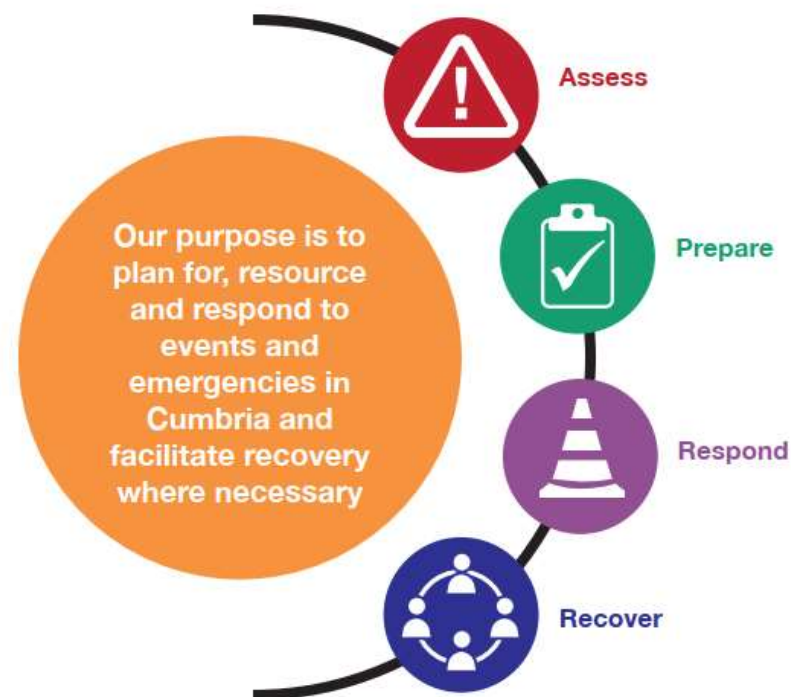 Assess
Our purpose is to
plan for, resource
and respond to
events and
emergencies in
Cumbria and
facilitate recovery
where necessary
Prepare
Respond
Recover